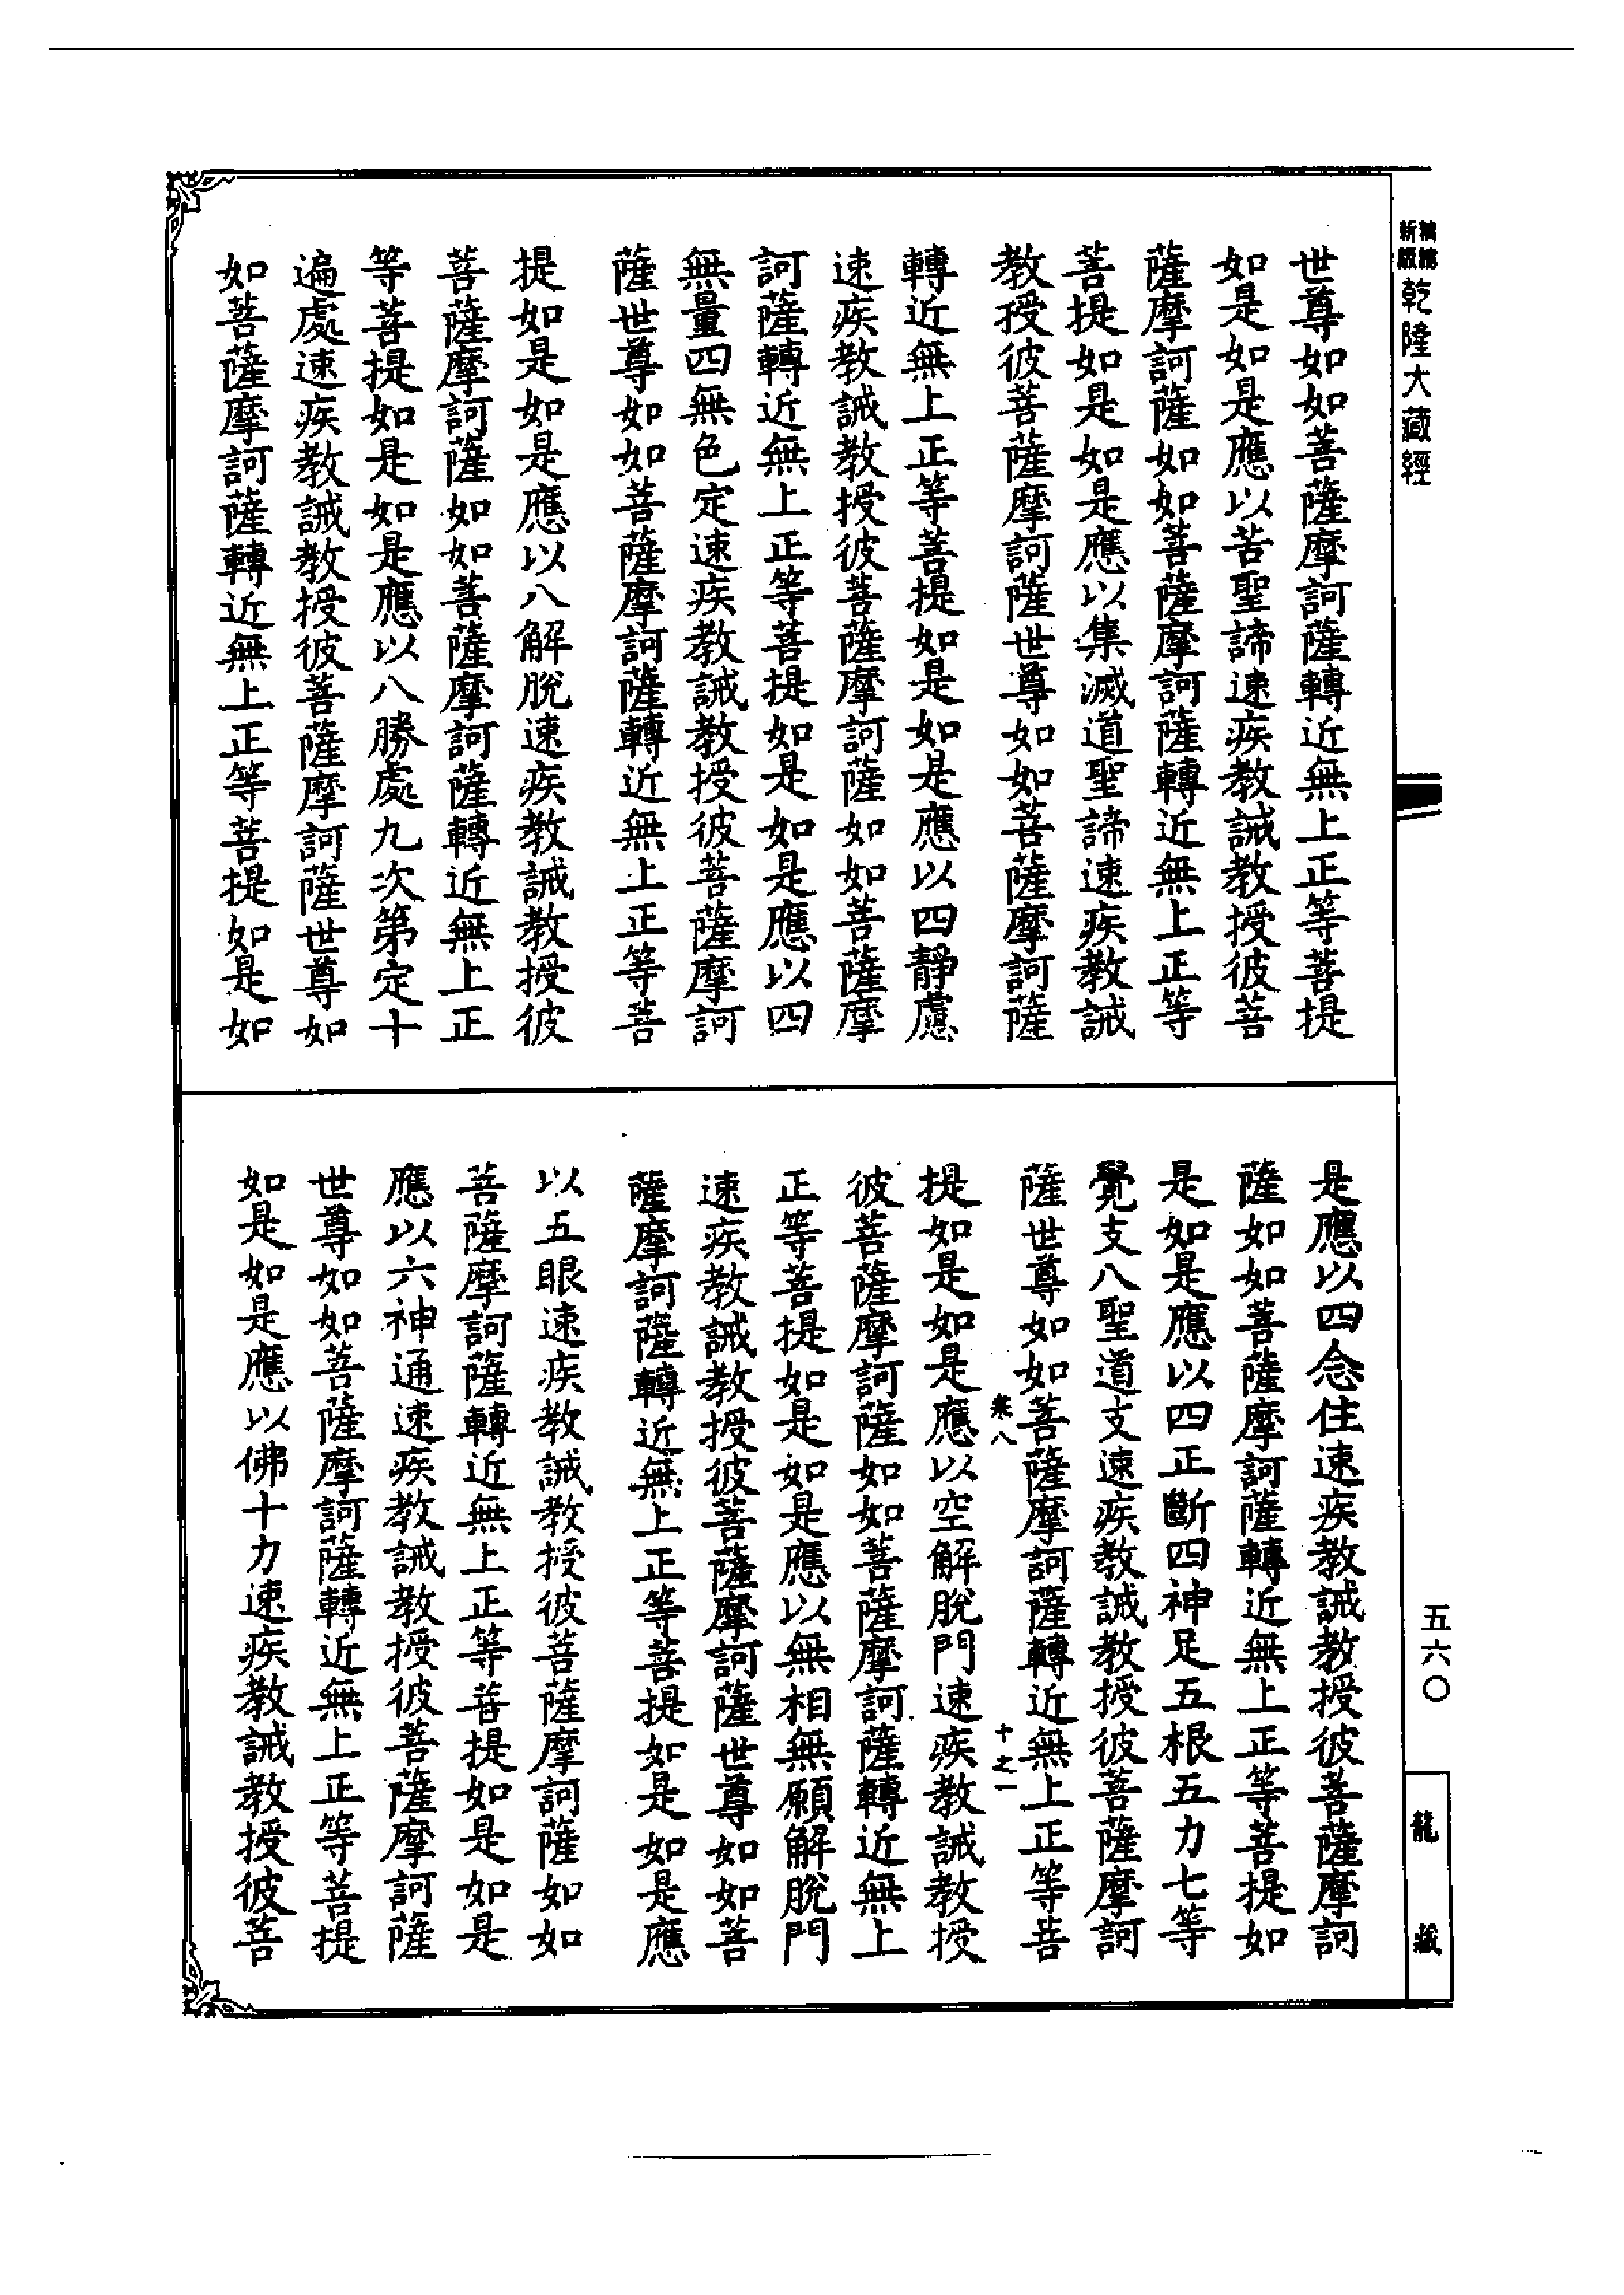 乾隆大藏經
世尊如如菩薩摩訶薩轉近無上正等菩提
如是如是應以苦聖諦速疾教誡教授彼菩
薩摩訶薩如如菩薩摩訶薩轉近無上正等
菩提如是如是應以集滅道聖諦速疾教誡
教授彼菩薩摩訶薩世尊如如菩薩摩訶薩
轉近無上正等菩提如是如是應以四靜慮
速疾教誡教授彼菩薩摩訶薩如如菩薩摩
訶薩轉近無上正等菩提如是如是應以四
無量四無色定速疾教誡教授彼菩薩摩訶
薩世尊如如菩薩摩訶薩轉近無上正等菩
提如是如是應以八解脫速疾教誡教授彼
菩薩摩訶薩如如菩薩摩訶薩轉近無上正
等菩提如是如是應以八勝處九次第定十
遍處速疾教誡教授彼菩薩摩訶薩世尊如
如菩薩摩訶薩轉近無上正等菩提如是如
五六〇
龍藏
是應以四念住速疾教誡教授彼菩薩摩訶
薩如如菩薩摩訶薩轉近無上正等菩提如
是如是應以四正斷四神足五根五力七等
覺支八聖道支速疾教誡教授彼菩薩摩訶
薩世尊如如菩薩摩訶薩轉近無上正等菩
八 十之一
提如是如是應以空解脫門速疾教誡教授
彼菩薩摩訶薩如如菩薩摩訶薩轉近無上
正等菩提如是如是應以無相無願解脫門
速疾教誡教授彼菩薩摩訶薩世尊如如菩
薩摩訶薩轉近無上正等菩提如是如是應
以五眼速疾教誡教授彼菩薩摩訶薩如如
菩薩摩訶薩轉近無上正等菩提如是如是
應以六神通速疾教誡教授彼菩薩摩訶薩
世尊如如菩薩摩訶薩轉近無上正等菩提
如是如是應以佛十力速疾教誡教授彼菩